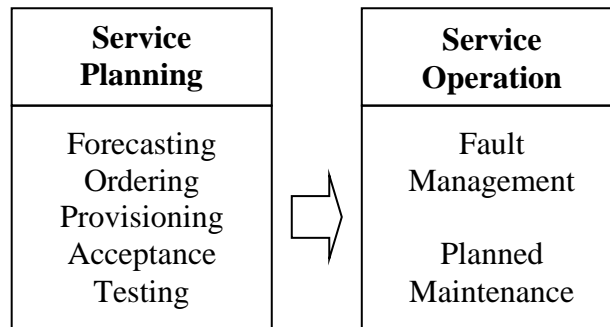 Service
Planning
Forecasting
Ordering
Provisioning
Acceptance
Testing
Service
Operation
Fault
Management
Planned
Maintenance